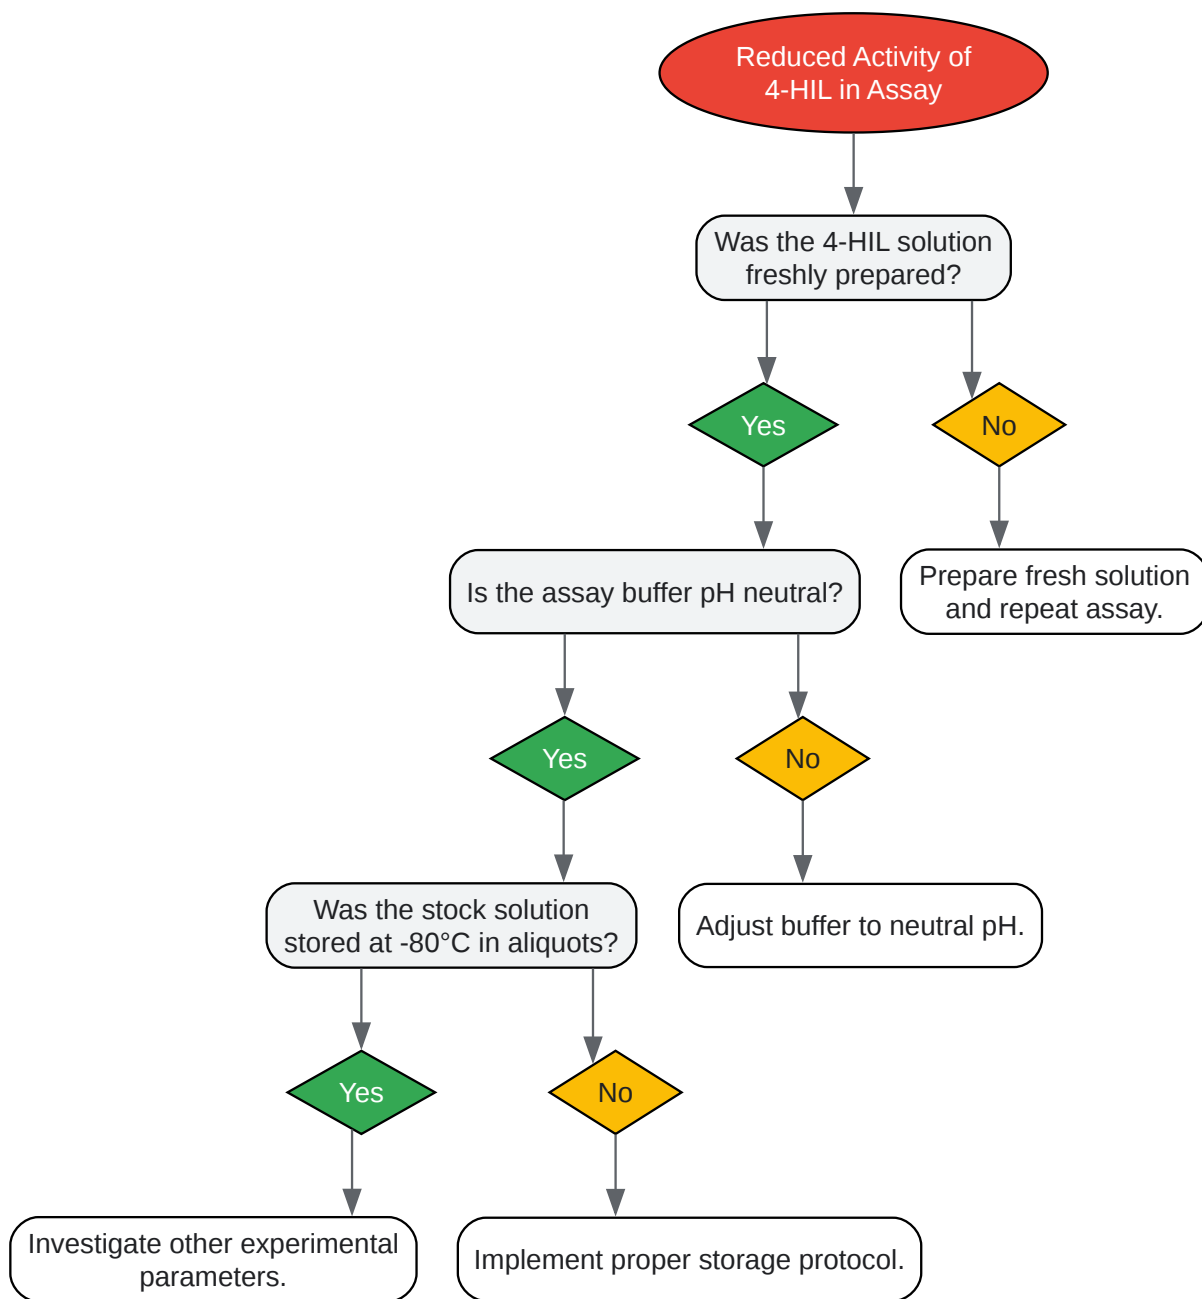 Reduced Activity of
4-HIL in Assay
Was the 4-HIL solution
freshly prepared?
Yes
No
Is the assay buffer pH neutral?
Prepare fresh solution
and repeat assay.
Yes
No
Was the stock solution
stored at -80°C in aliquots?
Adjust buffer to neutral pH.
Yes
No
Investigate other experimental
parameters.
Implement proper storage protocol.